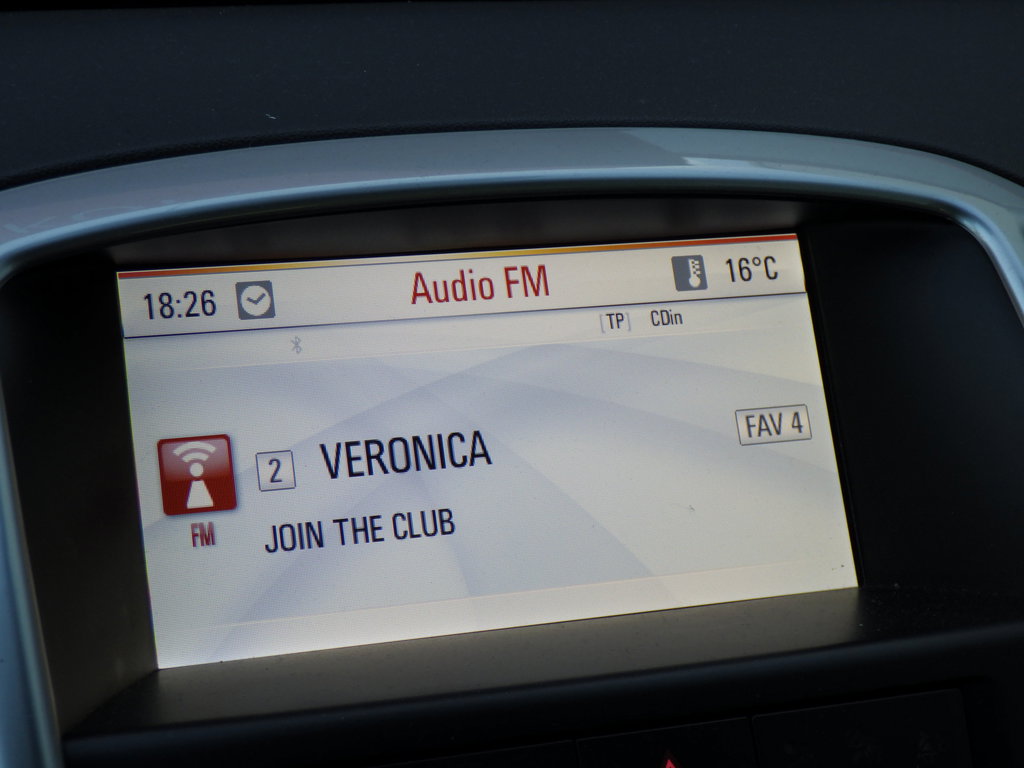 18:26 Audio FM 16°C
[TP] CDin
FAV 4
2 VERONICA
FM JOIN THE CLUB